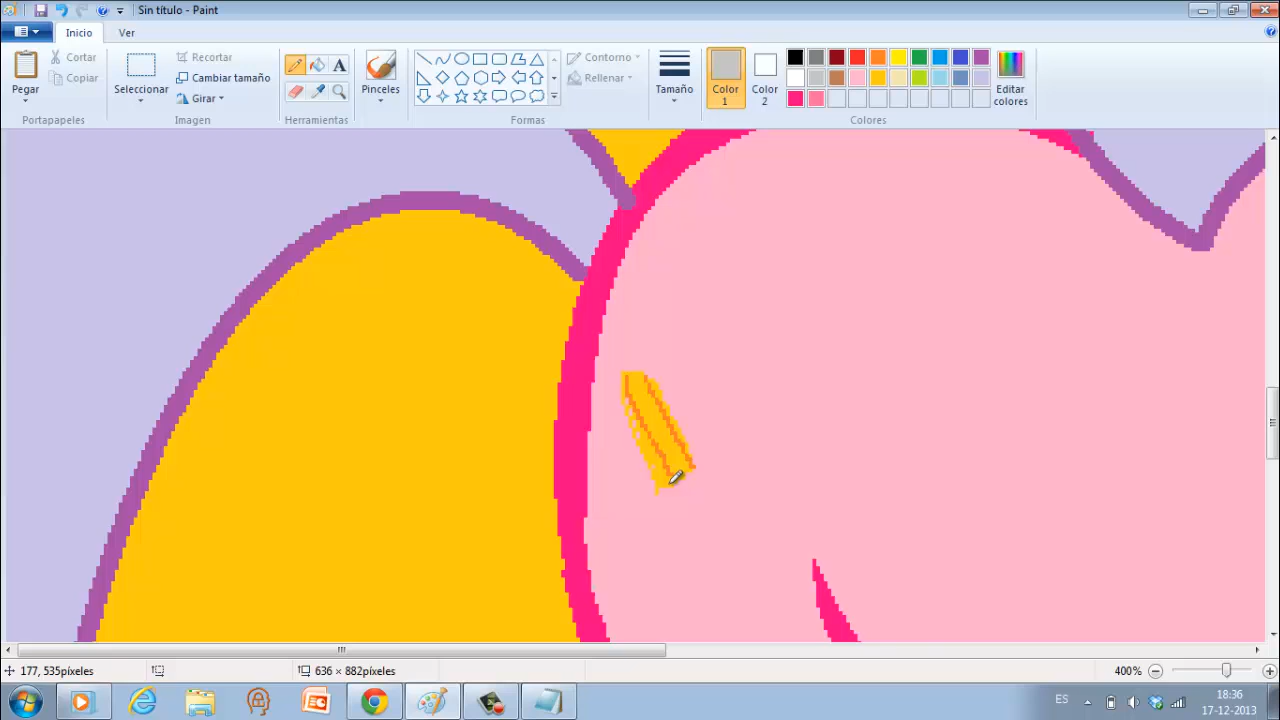 Sin título - Paint
Inicio
Ver
Pegar
Cortar
Copiar
Portapapeles
Seleccionar
Recortar
Cambiar tamaño
Girar
Imagen
A
Herramientas
Pinceles
Contorno
Rellenar
Formas
Tamaño
Color 1
Color 2
Editar colores
Colores
177, 535píxeles
636 × 882píxeles
400%
ES
18:36
17-12-2013